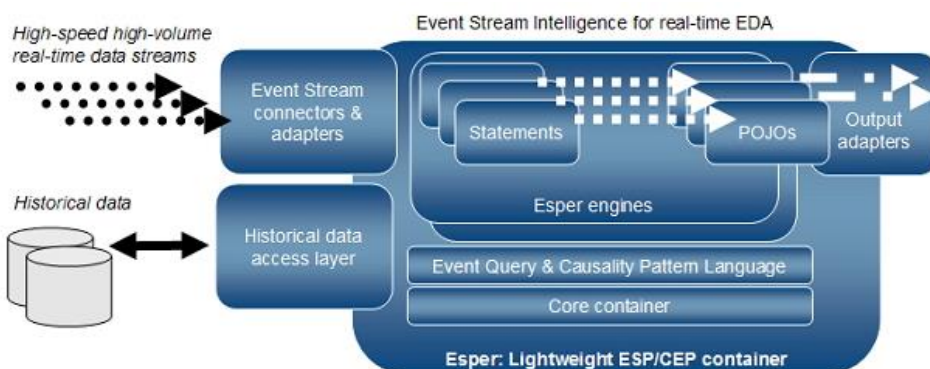 Event Stream Intelligence for real-time EDA
High-speed high-volume
real-time data streams
Event Stream
connectors &
adapters
Statements
POJOs
Output
adapters
Esper engines
Historical data
Historical data
access layer
Event Query & Causality Pattern Language
Core container
Esper: Lightweight ESP/CEP container